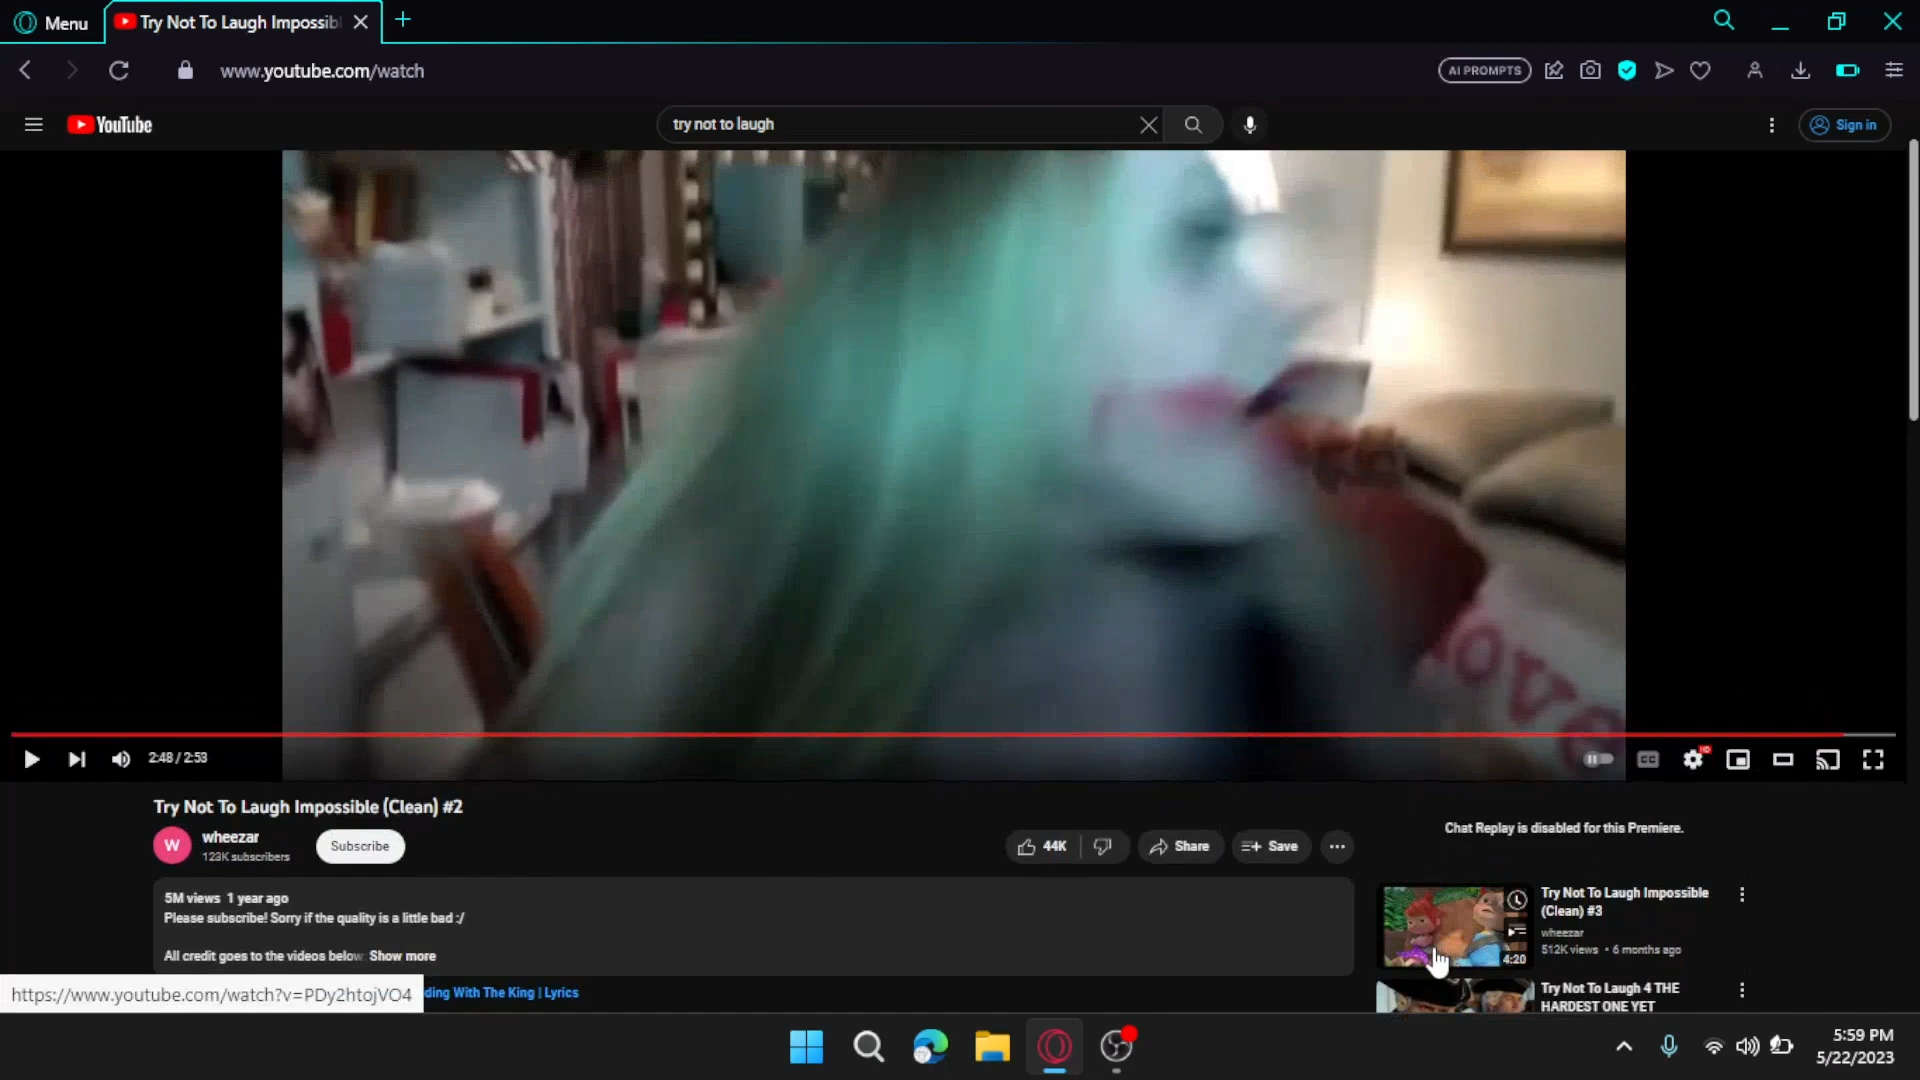 Menu
Try Not To Laugh Impossibl
www.youtube.com/watch
AI PROMPTS
YouTube
try not to laugh
Sign in
love
2:48 / 2:53
CC
HD
Try Not To Laugh Impossible (Clean) #2
W
wheezar
123K subscribers
Subscribe
44K
Share
Save
Chat Replay is disabled for this Premiere.
5M views 1 year ago
Please subscribe! Sorry if the quality is a little bad :/
All credit goes to the videos below: Show more
Try Not To Laugh Impossible
(Clean) #3
wheezar
512K views • 6 months ago
4:20
https://www.youtube.com/watch?v=PDy2htojVO4
ding With The King | Lyrics
Try Not To Laugh 4 THE
HARDEST ONE YET
5:59 PM
5/22/2023